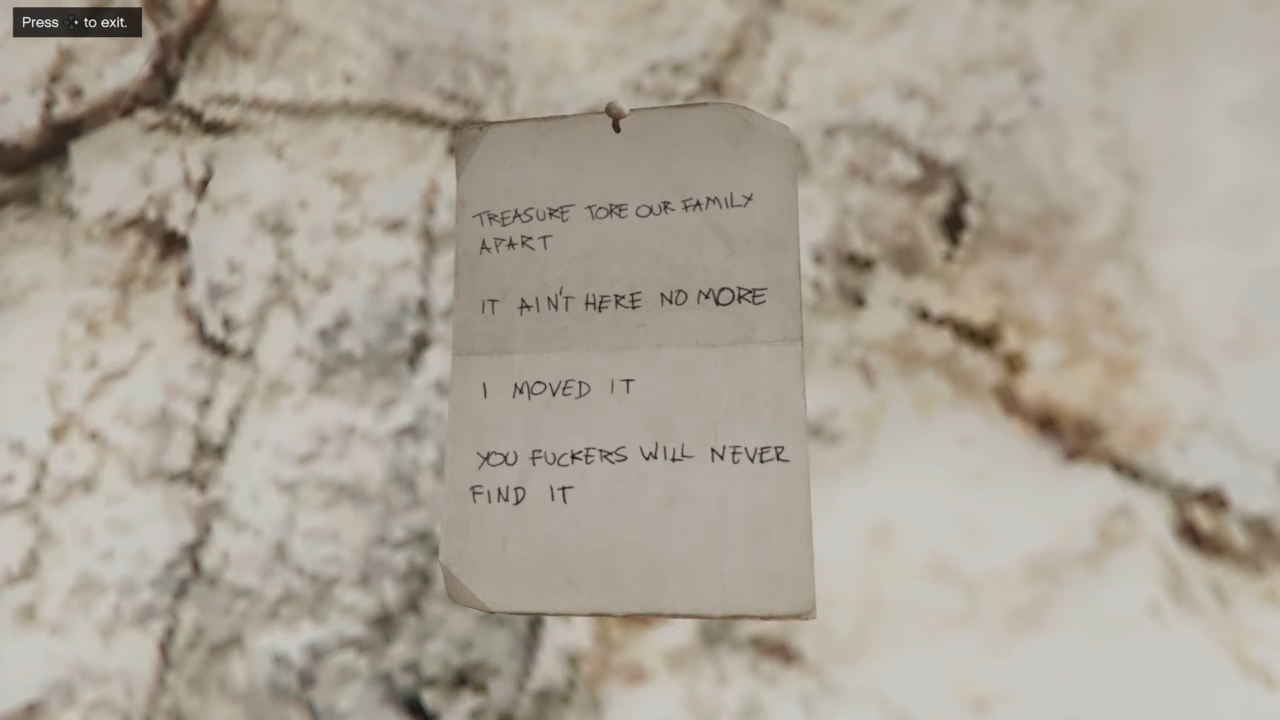 Press to exit.
TREASURE TORE OUR FAMILY
APART
IT AIN'T HERE NO MORE
I MOVED IT
YOU FUCKERS WILL NEVER
FIND IT